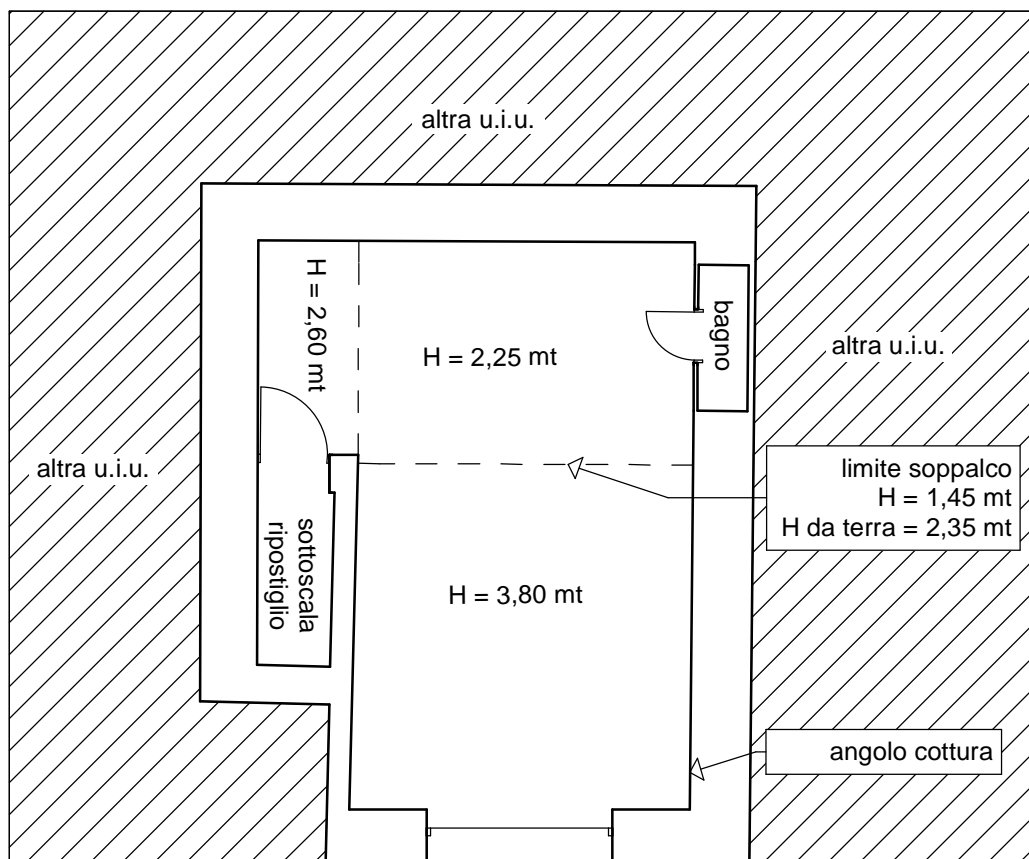 altra u.i.u.
H = 2,60 mt
H = 2,25 mt
bagno
altra u.i.u.
altra u.i.u.
limite soppalco
H = 1,45 mt
H da terra = 2,35 mt
sottoscala
ripostiglio
H = 3,80 mt
angolo cottura